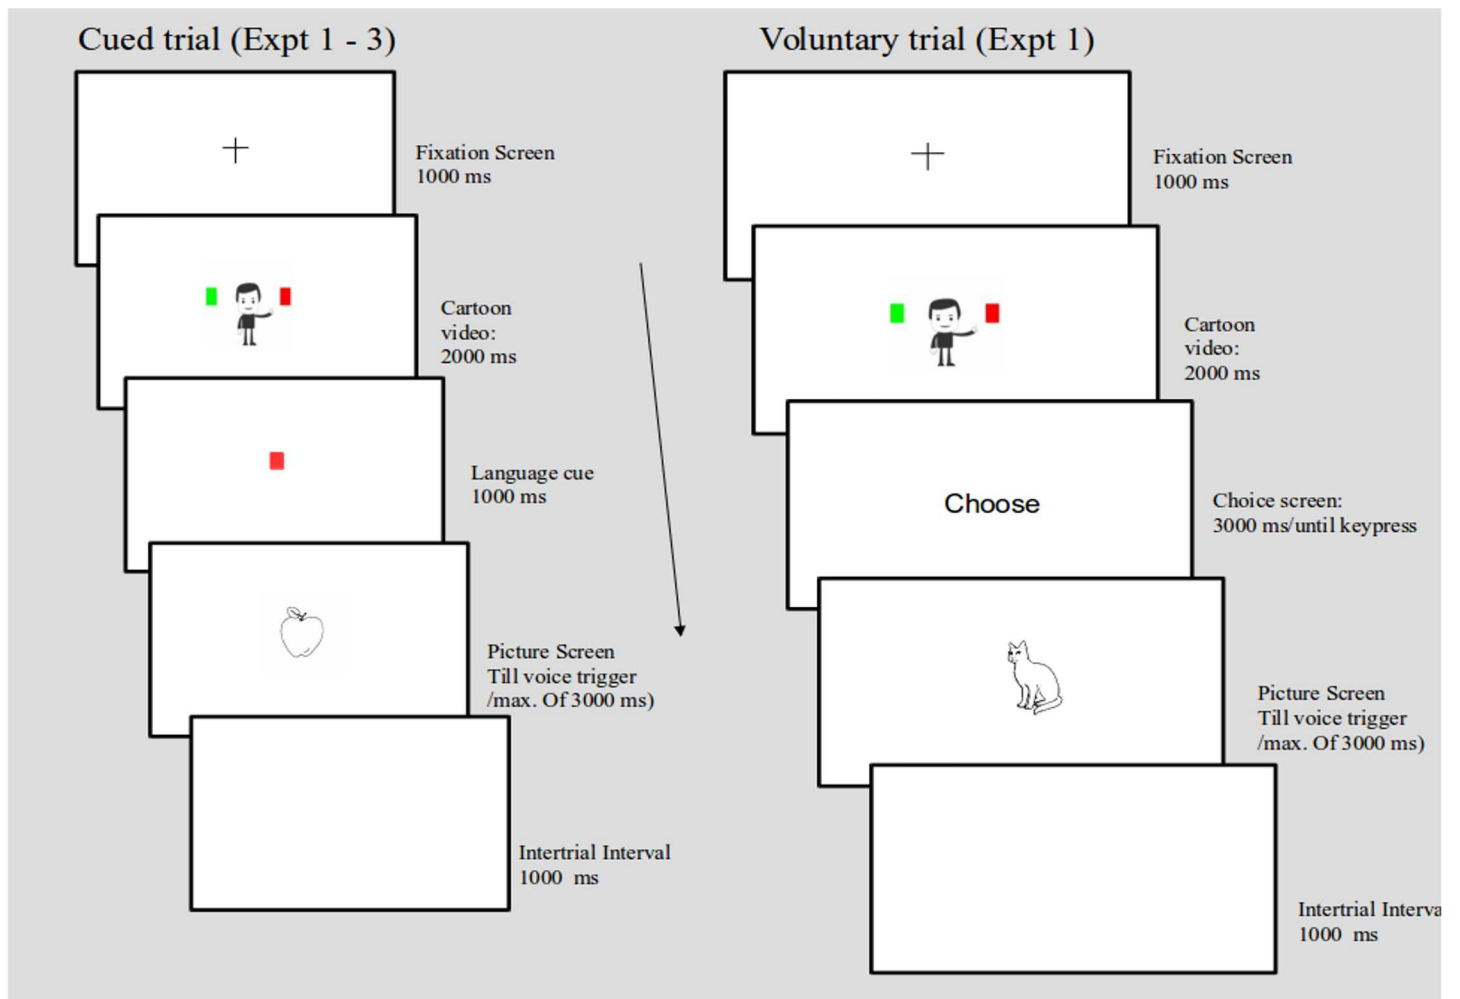 Cued trial (Expt 1 - 3)
Fixation Screen
1000 ms
Cartoon
video:
2000 ms
Language cue
1000 ms
Picture Screen
Till voice trigger
/max. Of 3000 ms)
Intertrial Interval
1000 ms
Voluntary trial (Expt 1)
Fixation Screen
1000 ms
Cartoon
video:
2000 ms
Choose
Choice screen:
3000 ms/until keypress
Picture Screen
Till voice trigger
/max. Of 3000 ms)
Intertrial Interva
1000 ms